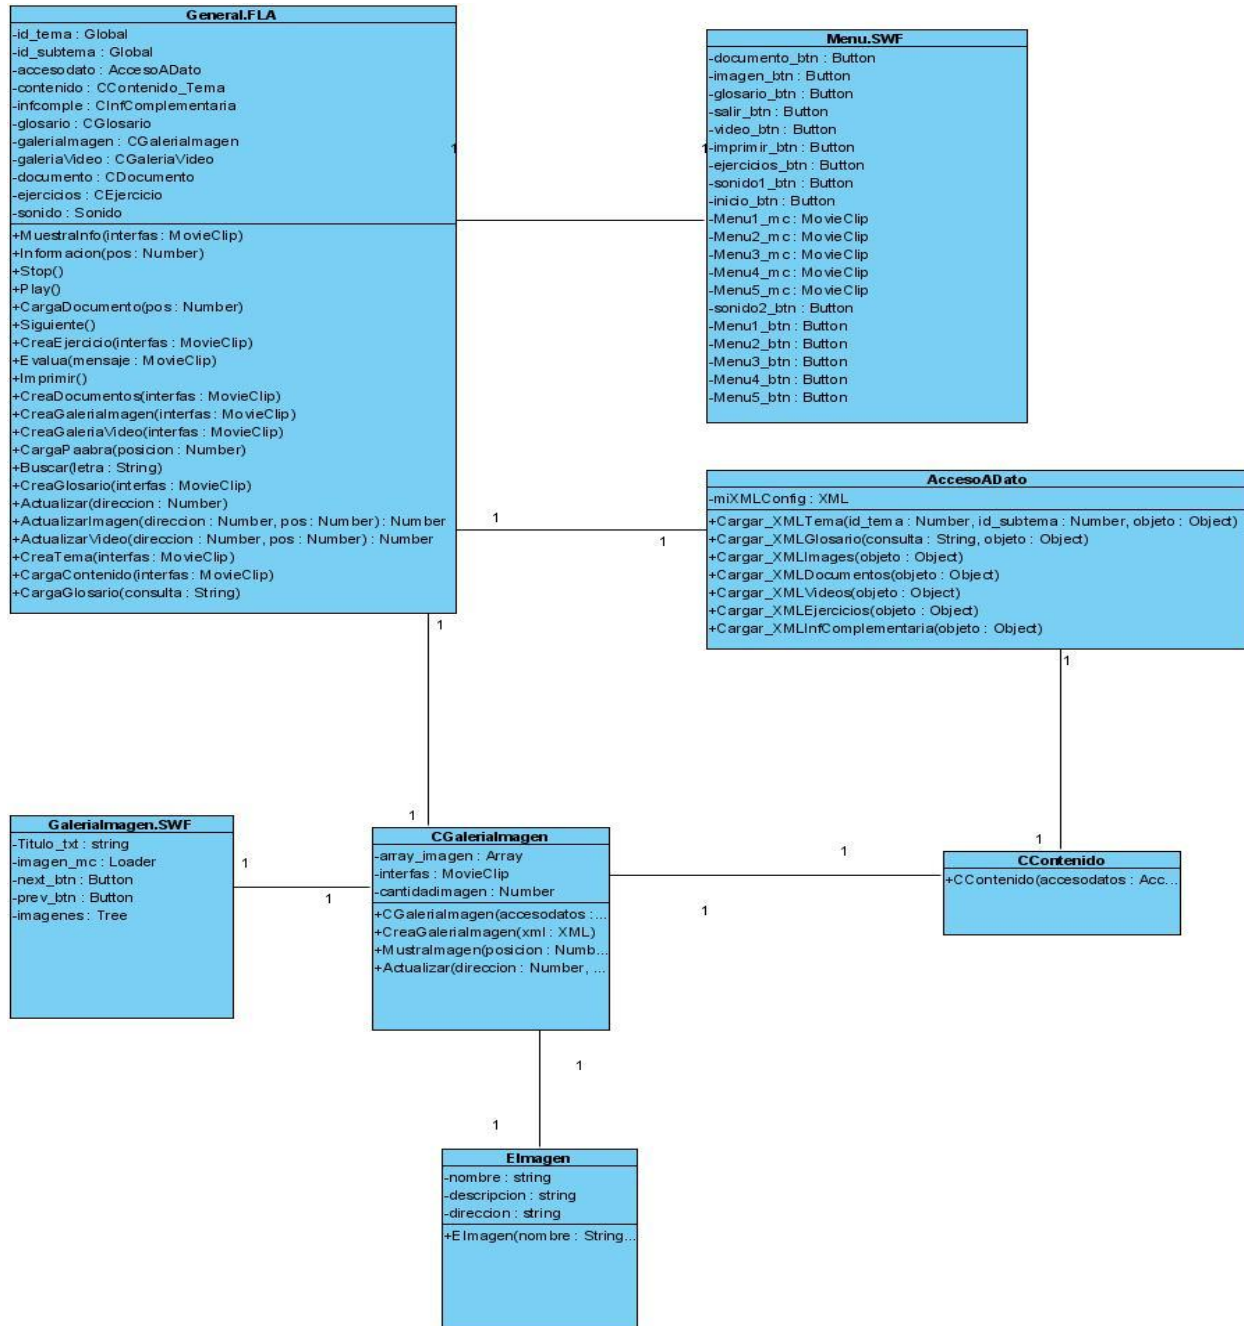 General.FLA
-id_tema : Global
-id_subtema : Global
-accesodato : AccesoADato
-contenido : CContenido_Tema
-infcomple : CInfComplementaria
-glosario : CGlosario
-galeriaImagen : CGaleriaImagen
-galeriaVideo : CGaleriaVideo
-documento : CDocumento
-ejercicios : CEjercicio
-sonido : Sonido
+MuestraInfo(interfas : MovieClip)
+Informacion(pos : Number)
+Stop()
+Play()
+CargaDocumento(pos : Number)
+Siguiente()
+CreaEjercicio(interfas : MovieClip)
+Evalua(mensaje : MovieClip)
+Imprimir()
+CreaDocumentos(interfas : MovieClip)
+CreaGaleriaImagen(interfas : MovieClip)
+CreaGaleriaVideo(interfas : MovieClip)
+CargaPaabra(posicion : Number)
+Buscar(letra : String)
+CreaGlosario(interfas : MovieClip)
+Actualizar(direccion : Number)
+ActualizarImagen(direccion : Number, pos : Number) : Number
+ActualizarVideo(direccion : Number, pos : Number) : Number
+CreaTema(interfas : MovieClip)
+CargaContenido(interfas : MovieClip)
+CargaGlosario(consulta : String)
1
1
Menu.SWF
-documento_btn : Button
-imagen_btn : Button
-glosario_btn : Button
-salir_btn : Button
-video_btn : Button
-imprimir_btn : Button
-ejercicios_btn : Button
-sonido1_btn : Button
-inicio_btn : Button
-Menu1_mc : MovieClip
-Menu2_mc : MovieClip
-Menu3_mc : MovieClip
-Menu4_mc : MovieClip
-Menu5_mc : MovieClip
-sonido2_btn : Button
-Menu1_btn : Button
-Menu2_btn : Button
-Menu3_btn : Button
-Menu4_btn : Button
-Menu5_btn : Button
1
1
AccesoADato
-miXMLConfig : XML
+Cargar_XMLTema(id_tema : Number, id_subtema : Number, objeto : Object)
+Cargar_XMLGlosario(consulta : String, objeto : Object)
+Cargar_XMLImages(objeto : Object)
+Cargar_XMLDocumentos(objeto : Object)
+Cargar_XMLVideos(objeto : Object)
+Cargar_XMLEjercicios(objeto : Object)
+Cargar_XMLInfComplementaria(objeto : Object)
1
1
1
1
GaleriaImagen.SWF
-Titulo_txt : string
-imagen_mc : Loader
-next_btn : Button
-prev_btn : Button
-imagenes : Tree
1
1
CGaleriaImagen
-array_imagen : Array
-interfas : MovieClip
-cantidadimagen : Number
+CGaleriaImagen(accesodatos :...
+CreaGaleriaImagen(xml : XML)
+MustraImagen(posicion : Numb...
+Actualizar(direccion : Number, ...
1
1
CContenido
+CContenido(accesodatos : Acc...
1
1
EImagen
-nombre : string
-descripcion : string
-direccion : string
+EImagen(nombre : String...